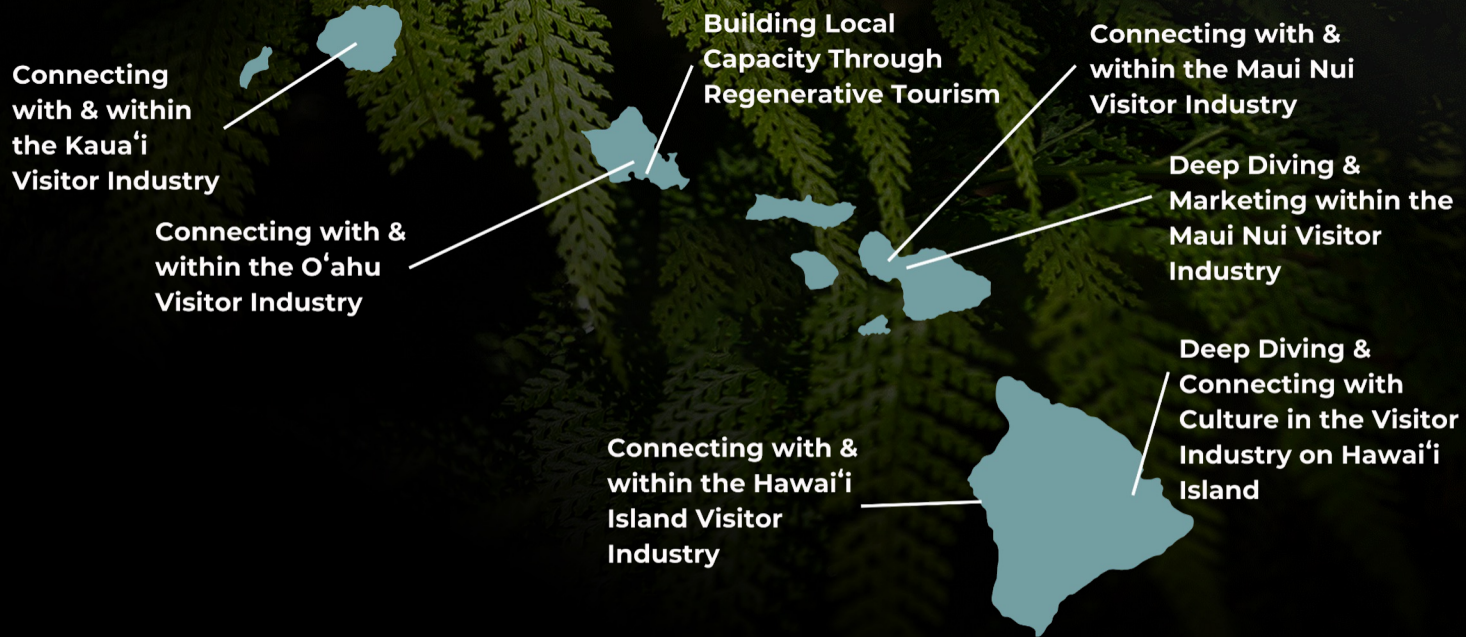 Connecting
with & within
the Kauaʻi
Visitor Industry
Connecting with &
within the Oʻahu
Visitor Industry
Building Local
Capacity Through
Regenerative Tourism
Connecting with &
within the Maui Nui
Visitor Industry
Deep Diving &
Marketing within the
Maui Nui Visitor
Industry
Connecting with &
within the Hawaiʻi
Island Visitor
Industry
Deep Diving &
Connecting with
Culture in the Visitor
Industry on Hawaiʻi
Island